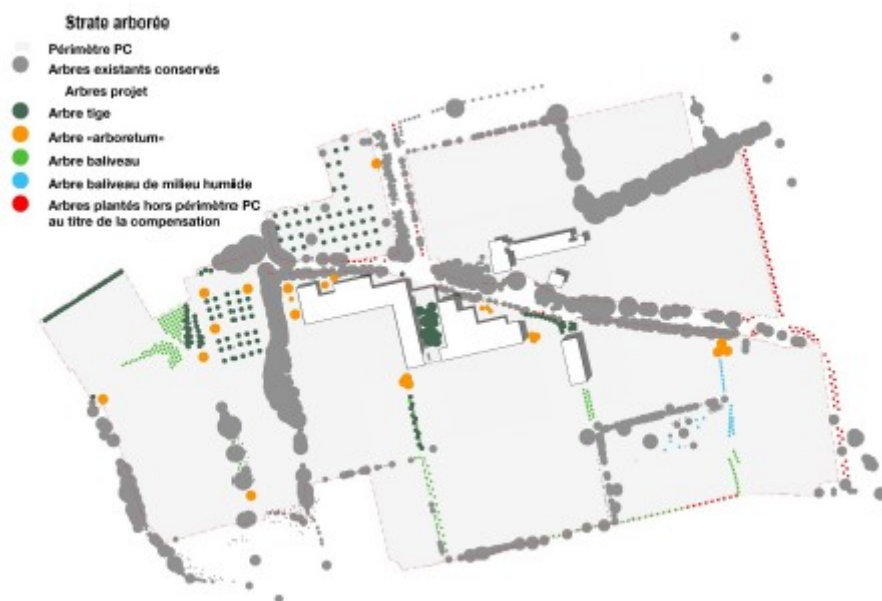 Strate arborée
Périmètre PC
Arbres existants conservés
Arbres projet
Arbre tige
Arbre «arboretum»
Arbre baliveau
Arbre baliveau de milieu humide
Arbres plantés hors périmètre PC
au titre de la compensation